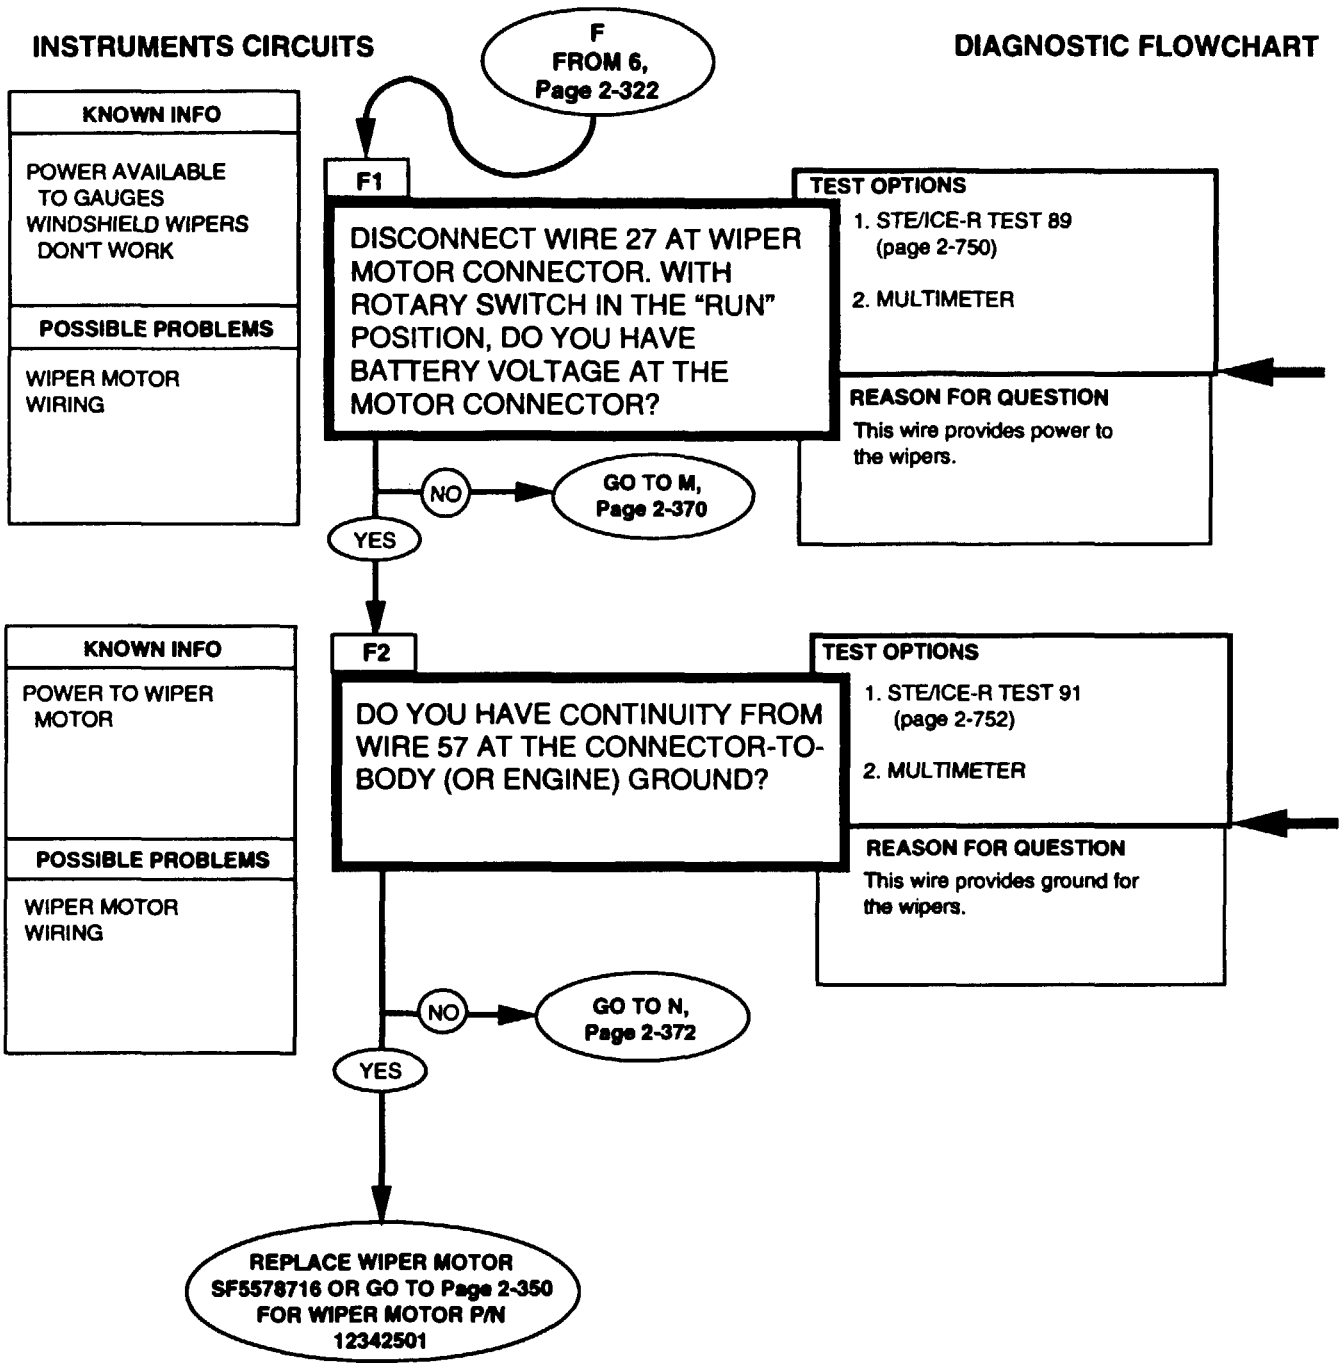 INSTRUMENTS CIRCUITS
DIAGNOSTIC FLOWCHART
F
FROM 6,
Page 2-322
KNOWN INFO
POWER AVAILABLE
TO GAUGES
WINDSHIELD WIPERS
DON'T WORK
POSSIBLE PROBLEMS
WIPER MOTOR
WIRING
F1
DISCONNECT WIRE 27 AT WIPER
MOTOR CONNECTOR. WITH
ROTARY SWITCH IN THE “RUN”
POSITION, DO YOU HAVE
BATTERY VOLTAGE AT THE
MOTOR CONNECTOR?
TEST OPTIONS
1. STE/ICE-R TEST 89
(page 2-750)
2. MULTIMETER
REASON FOR QUESTION
This wire provides power to
the wipers.
NO
GO TO M,
Page 2-370
YES
KNOWN INFO
POWER TO WIPER
MOTOR
POSSIBLE PROBLEMS
WIPER MOTOR
WIRING
F2
DO YOU HAVE CONTINUITY FROM
WIRE 57 AT THE CONNECTOR-TO-
BODY (OR ENGINE) GROUND?
TEST OPTIONS
1. STE/ICE-R TEST 91
(page 2-752)
2. MULTIMETER
REASON FOR QUESTION
This wire provides ground for
the wipers.
NO
GO TO N,
Page 2-372
YES
REPLACE WIPER MOTOR
SF5578716 OR GO TO Page 2-350
FOR WIPER MOTOR P/N
12342501